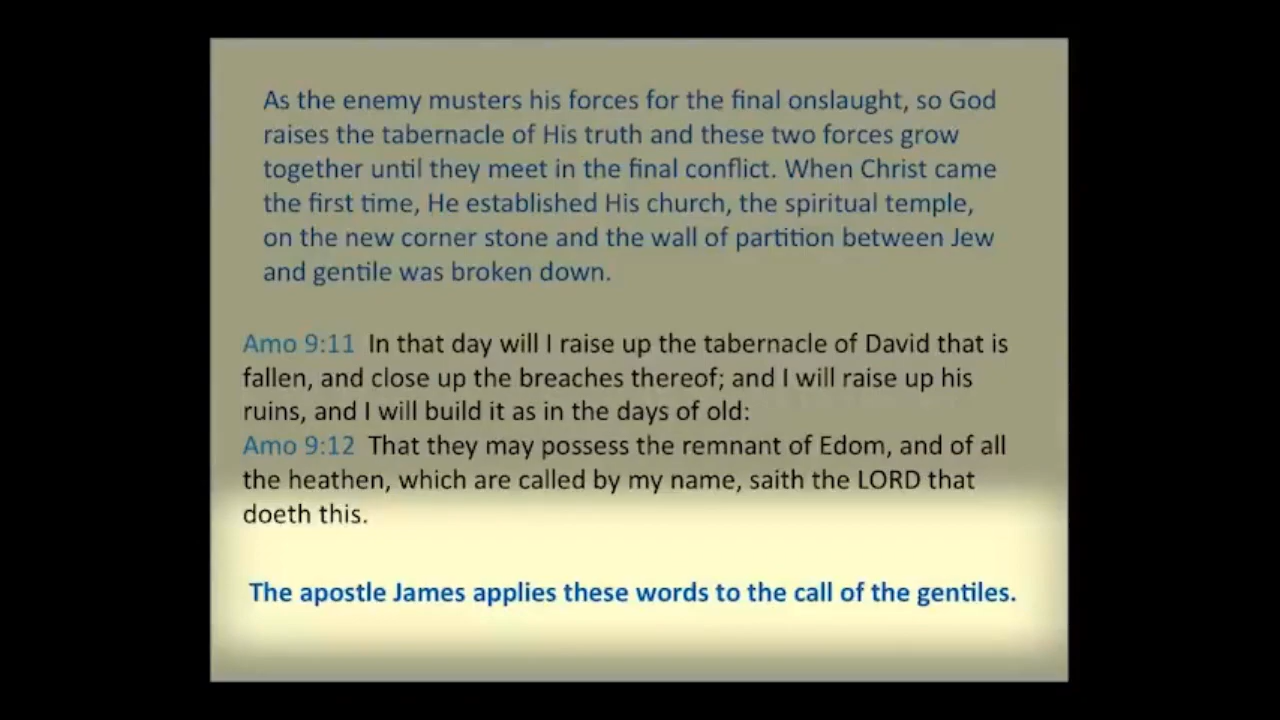 As the enemy musters his forces for the final onslaught, so God
raises the tabernacle of His truth and these two forces grow
together until they meet in the final conflict. When Christ came
the first time, He established His church, the spiritual temple,
on the new corner stone and the wall of partition between Jew
and gentile was broken down.
Amo 9:11 In that day will I raise up the tabernacle of David that is
fallen, and close up the breaches thereof; and I will raise up his
ruins, and I will build it as in the days of old:
Amo 9:12 That they may possess the remnant of Edom, and of all
the heathen, which are called by my name, saith the LORD that
doeth this.
The apostle James applies these words to the call of the gentiles.